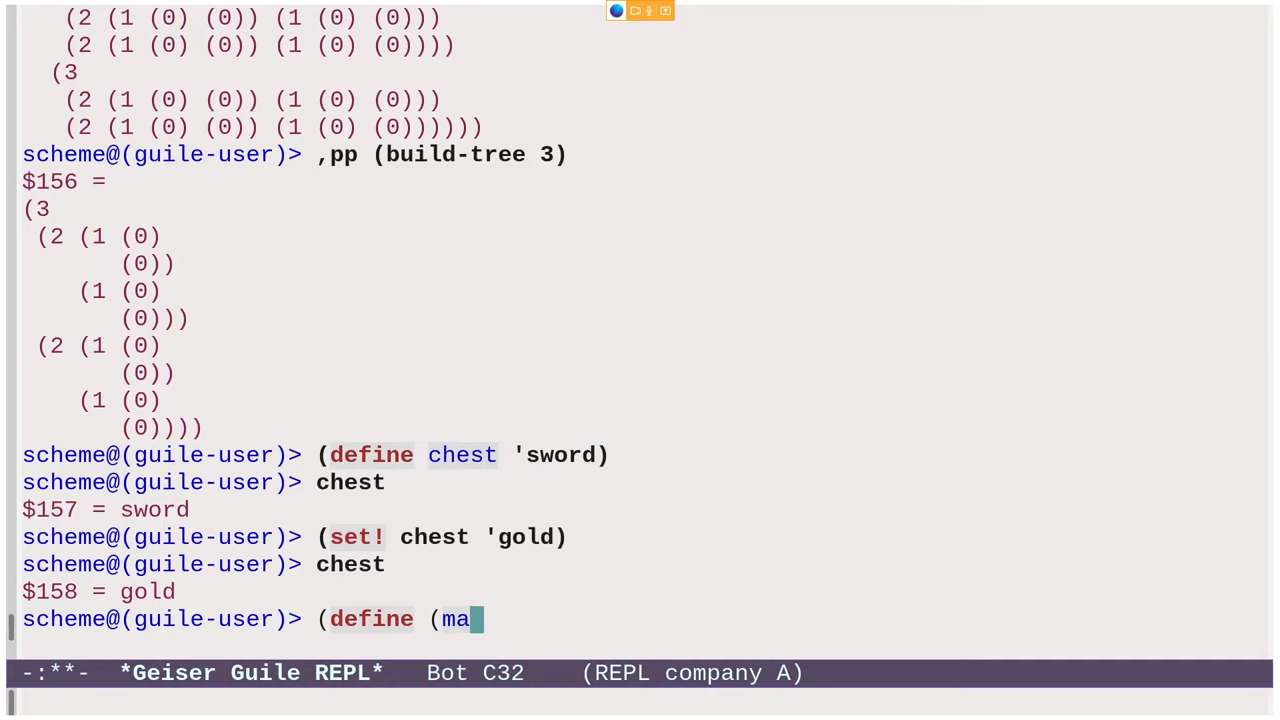 (2 (1 (0) (0)) (1 (0) (0)))
(2 (1 (0) (0)) (1 (0) (0))))
(3
(2 (1 (0) (0)) (1 (0) (0)))
(2 (1 (0) (0)) (1 (0) (0))))))
scheme@(guile-user)> ,pp (build-tree 3)
$156 =
(3
(2 (1 (0)
(0))
(1 (0)
(0)))
(2 (1 (0)
(0))
(1 (0)
(0))))
scheme@(guile-user)> (define chest 'sword)
scheme@(guile-user)> chest
$157 = sword
scheme@(guile-user)> (set! chest 'gold)
scheme@(guile-user)> chest
$158 = gold
scheme@(guile-user)> (define (ma
-:**-  *Geiser Guile REPL*   Bot C32    (REPL company A)